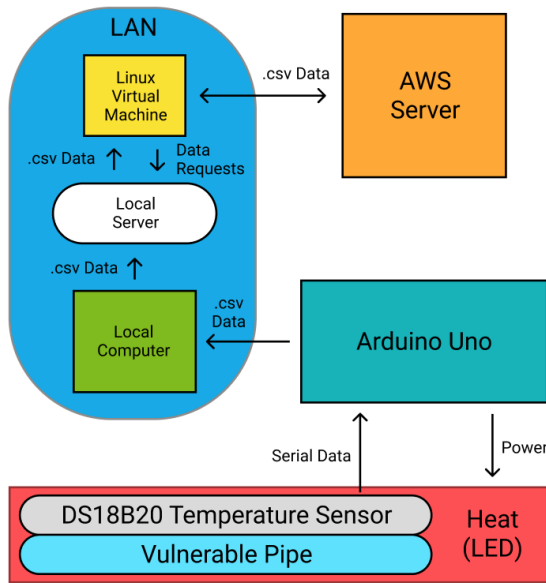 LAN
Linux
Virtual
Machine
.csv Data
AWS
Server
.csv Data
Data
Requests
Local
Server
.csv Data
Local
Computer
.csv
Data
Arduino Uno
Serial Data
Power
DS18B20 Temperature Sensor
Vulnerable Pipe
Heat
(LED)